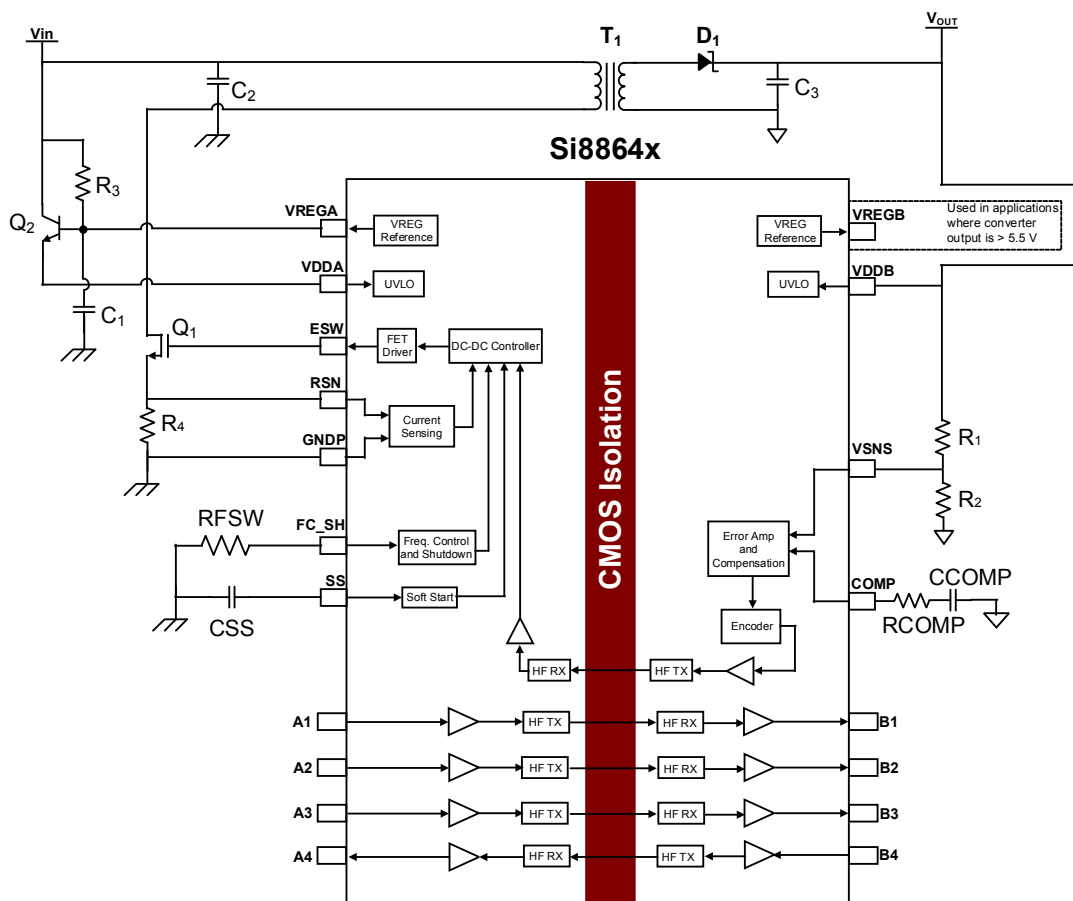 Vin
VOUT
T1
D1
C2
C3
Si8864x
R3
Q2
VREGA
VREG
Reference
VREG
Reference
VREGB
Used in applications
where converter
output is > 5.5 V
VDDA
UVLO
UVLO
VDDB
C1
Q1
ESW
FET
Driver
DC-DC Controller
RSN
R4
Current
Sensing
GNDP
CMOS Isolation
R1
VSNS
R2
RFSW
FC_SH
Freq. Control
and Shutdown
Error Amp
and
Compensation
SS
Soft Start
CSS
COMP
CCOMP
RCOMP
Encoder
HF RX
HF TX
A1
HF TX
HF RX
B1
A2
HF TX
HF RX
B2
A3
HF TX
HF RX
B3
A4
HF RX
HF TX
B4